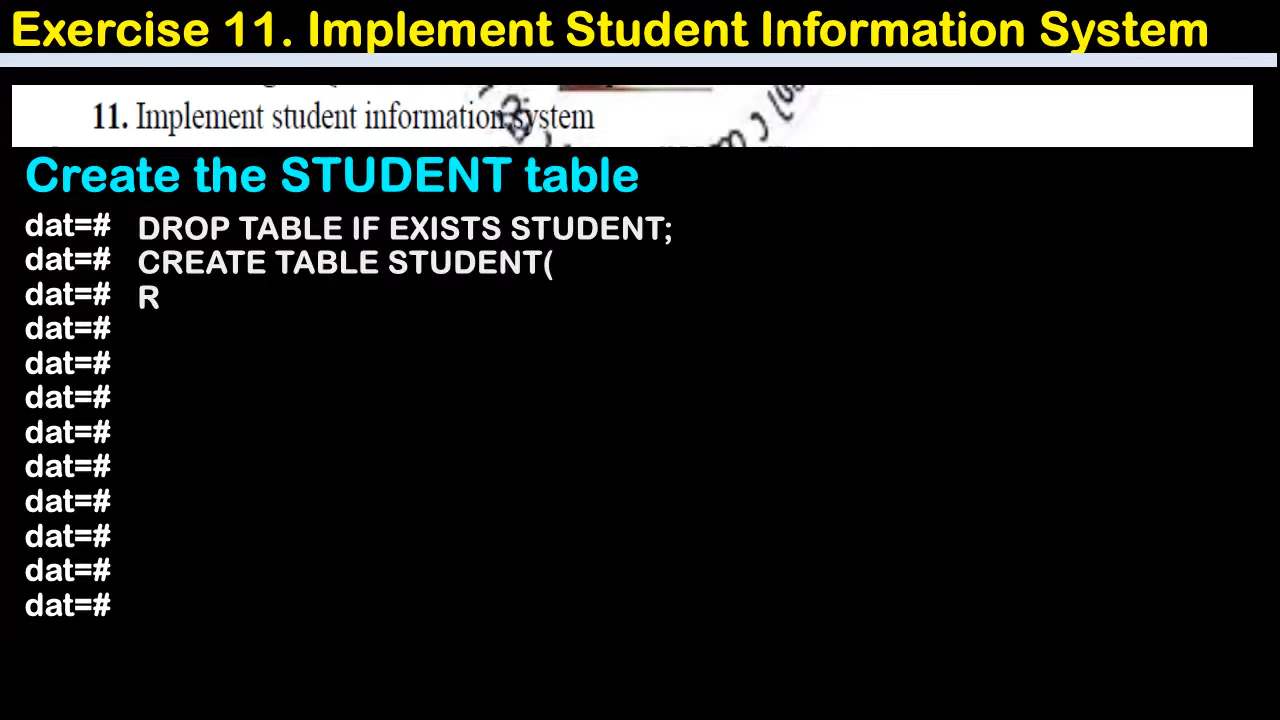 Exercise 11. Implement Student Information System
11. Implement student information system
Create the STUDENT table
dat=# DROP TABLE IF EXISTS STUDENT;
dat=# CREATE TABLE STUDENT(
dat=# R
dat=#
dat=#
dat=#
dat=#
dat=#
dat=#
dat=#
dat=#
dat=#